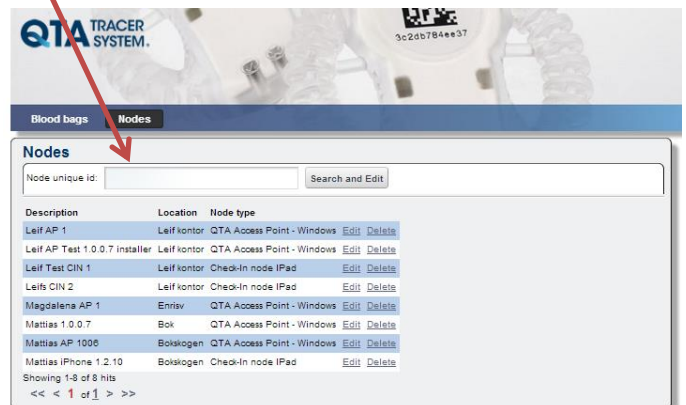 QTA TRACER SYSTEM.
3c2db784ee37
Blood bags Nodes
Nodes
Node unique id: Search and Edit
Description Location Node type
Leif AP 1 Leif kontor QTA Access Point - Windows Edit Delete
Leif AP Test 1.0.0.7 installer Leif kontor QTA Access Point - Windows Edit Delete
Leif Test CIN 1 Leif kontor Check-In node IPad Edit Delete
Leifs CIN 2 Leif kontor Check-In node IPad Edit Delete
Magdalena AP 1 Enrisv QTA Access Point - Windows Edit Delete
Mattias 1.0.0.7 Bok QTA Access Point - Windows Edit Delete
Mattias AP 1006 Bokskogen QTA Access Point - Windows Edit Delete
Mattias iPhone 1.2.10 Bokskogen Check-In node IPad Edit Delete
Showing 1-8 of 8 hits
<< < 1 of 1 > >>